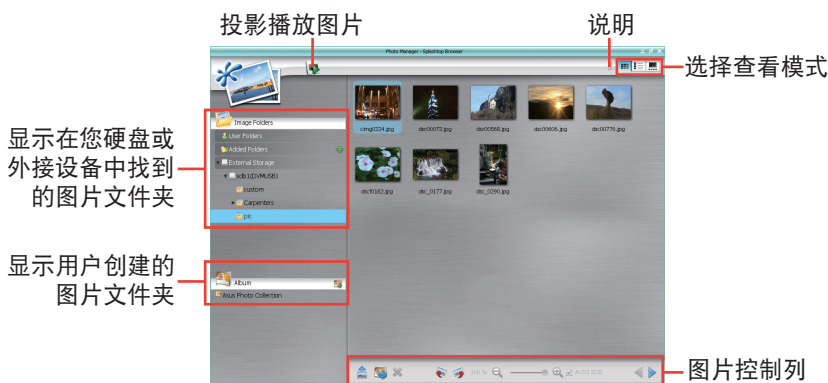 投影播放图片
说明
Photo Manager - Splashtop Browser
选择查看模式
显示在您硬盘或
外接设备中找到
的图片文件夹
Image Folders
User Folders
Added Folders
External Storage
sdb1(DVMUSB)
custom
Carpenters
pic
cimg0224.jpg
dsc00072.jpg
dsc00568.jpg
dsc00606.jpg
dsc00776.jpg
dscf0162.jpg
dsc_0177.jpg
dsc_0290.jpg
显示用户创建的
图片文件夹
Album
Asus Photo Collection
100 %
AUTO SIZE
图片控制列